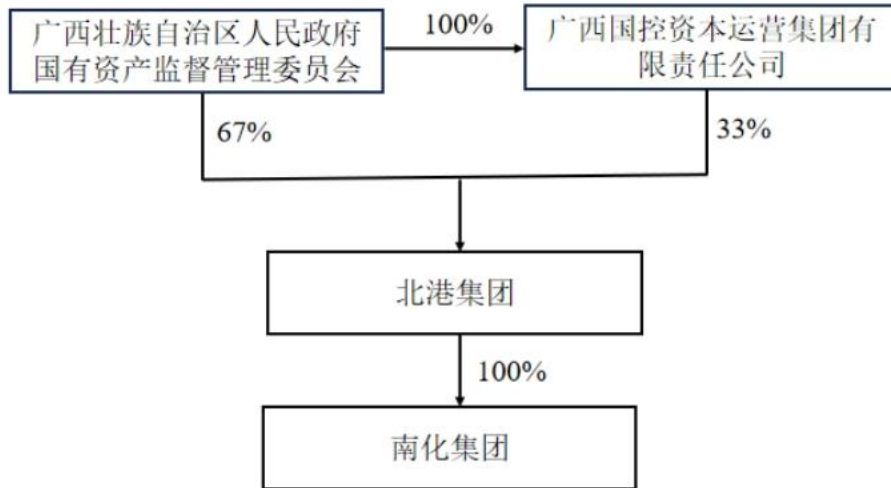 广西壮族自治区人民政府
国有资产监督管理委员会
100%
广西国控资本运营集团有
限责任公司
67%
33%
北港集团
100%
南化集团